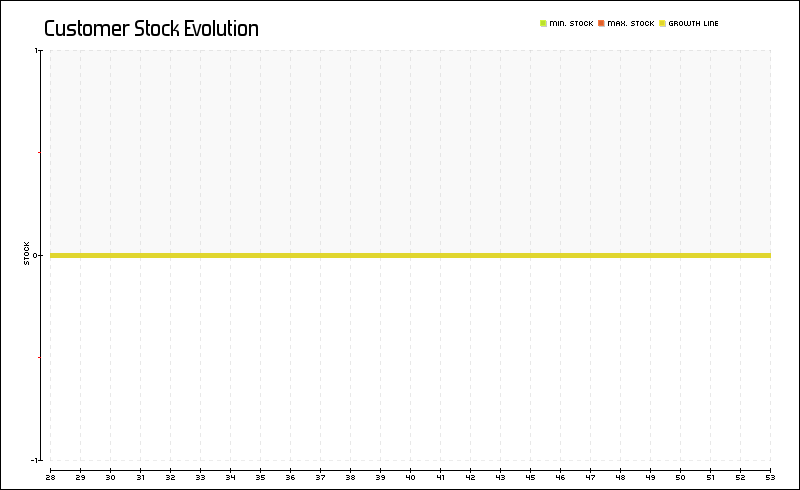 Customer Stock Evolution
MIN. STOCK MAX. STOCK GROWTH LINE
1
0
-1
STOCK
28 29 30 31 32 33 34 35 36 37 38 39 40 41 42 43 45 46 47 48 49 50 51 52 53